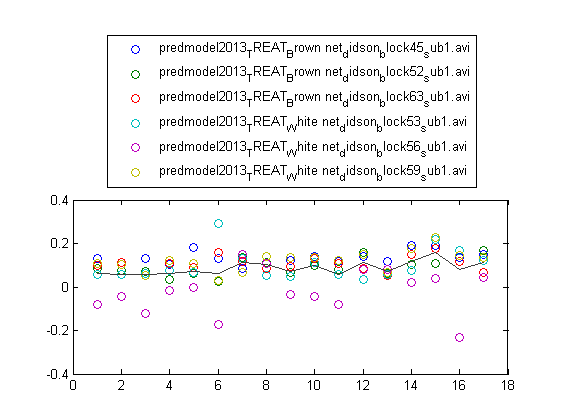 predmodel2013TREATBrown netdidsonblock45sub1.avi
predmodel2013TREATBrown netdidsonblock52sub1.avi
predmodel2013TREATBrown netdidsonblock63sub1.avi
predmodel2013TREATWhite netdidsonblock53sub1.avi
predmodel2013TREATWhite netdidsonblock56sub1.avi
predmodel2013TREATWhite netdidsonblock59sub1.avi
0.4
0.2
0
-0.2
-0.4
0 2 4 6 8 10 12 14 16 18